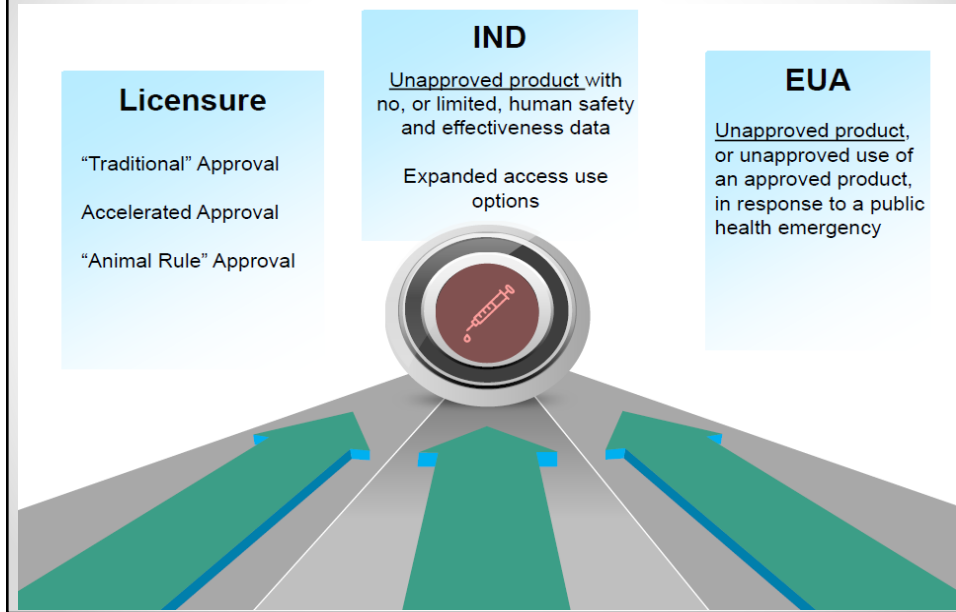 Licensure
“Traditional” Approval
Accelerated Approval
“Animal Rule” Approval
IND
Unapproved product with
no, or limited, human safety
and effectiveness data
Expanded access use
options
EUA
Unapproved product,
or unapproved use of
an approved product,
in response to a public
health emergency